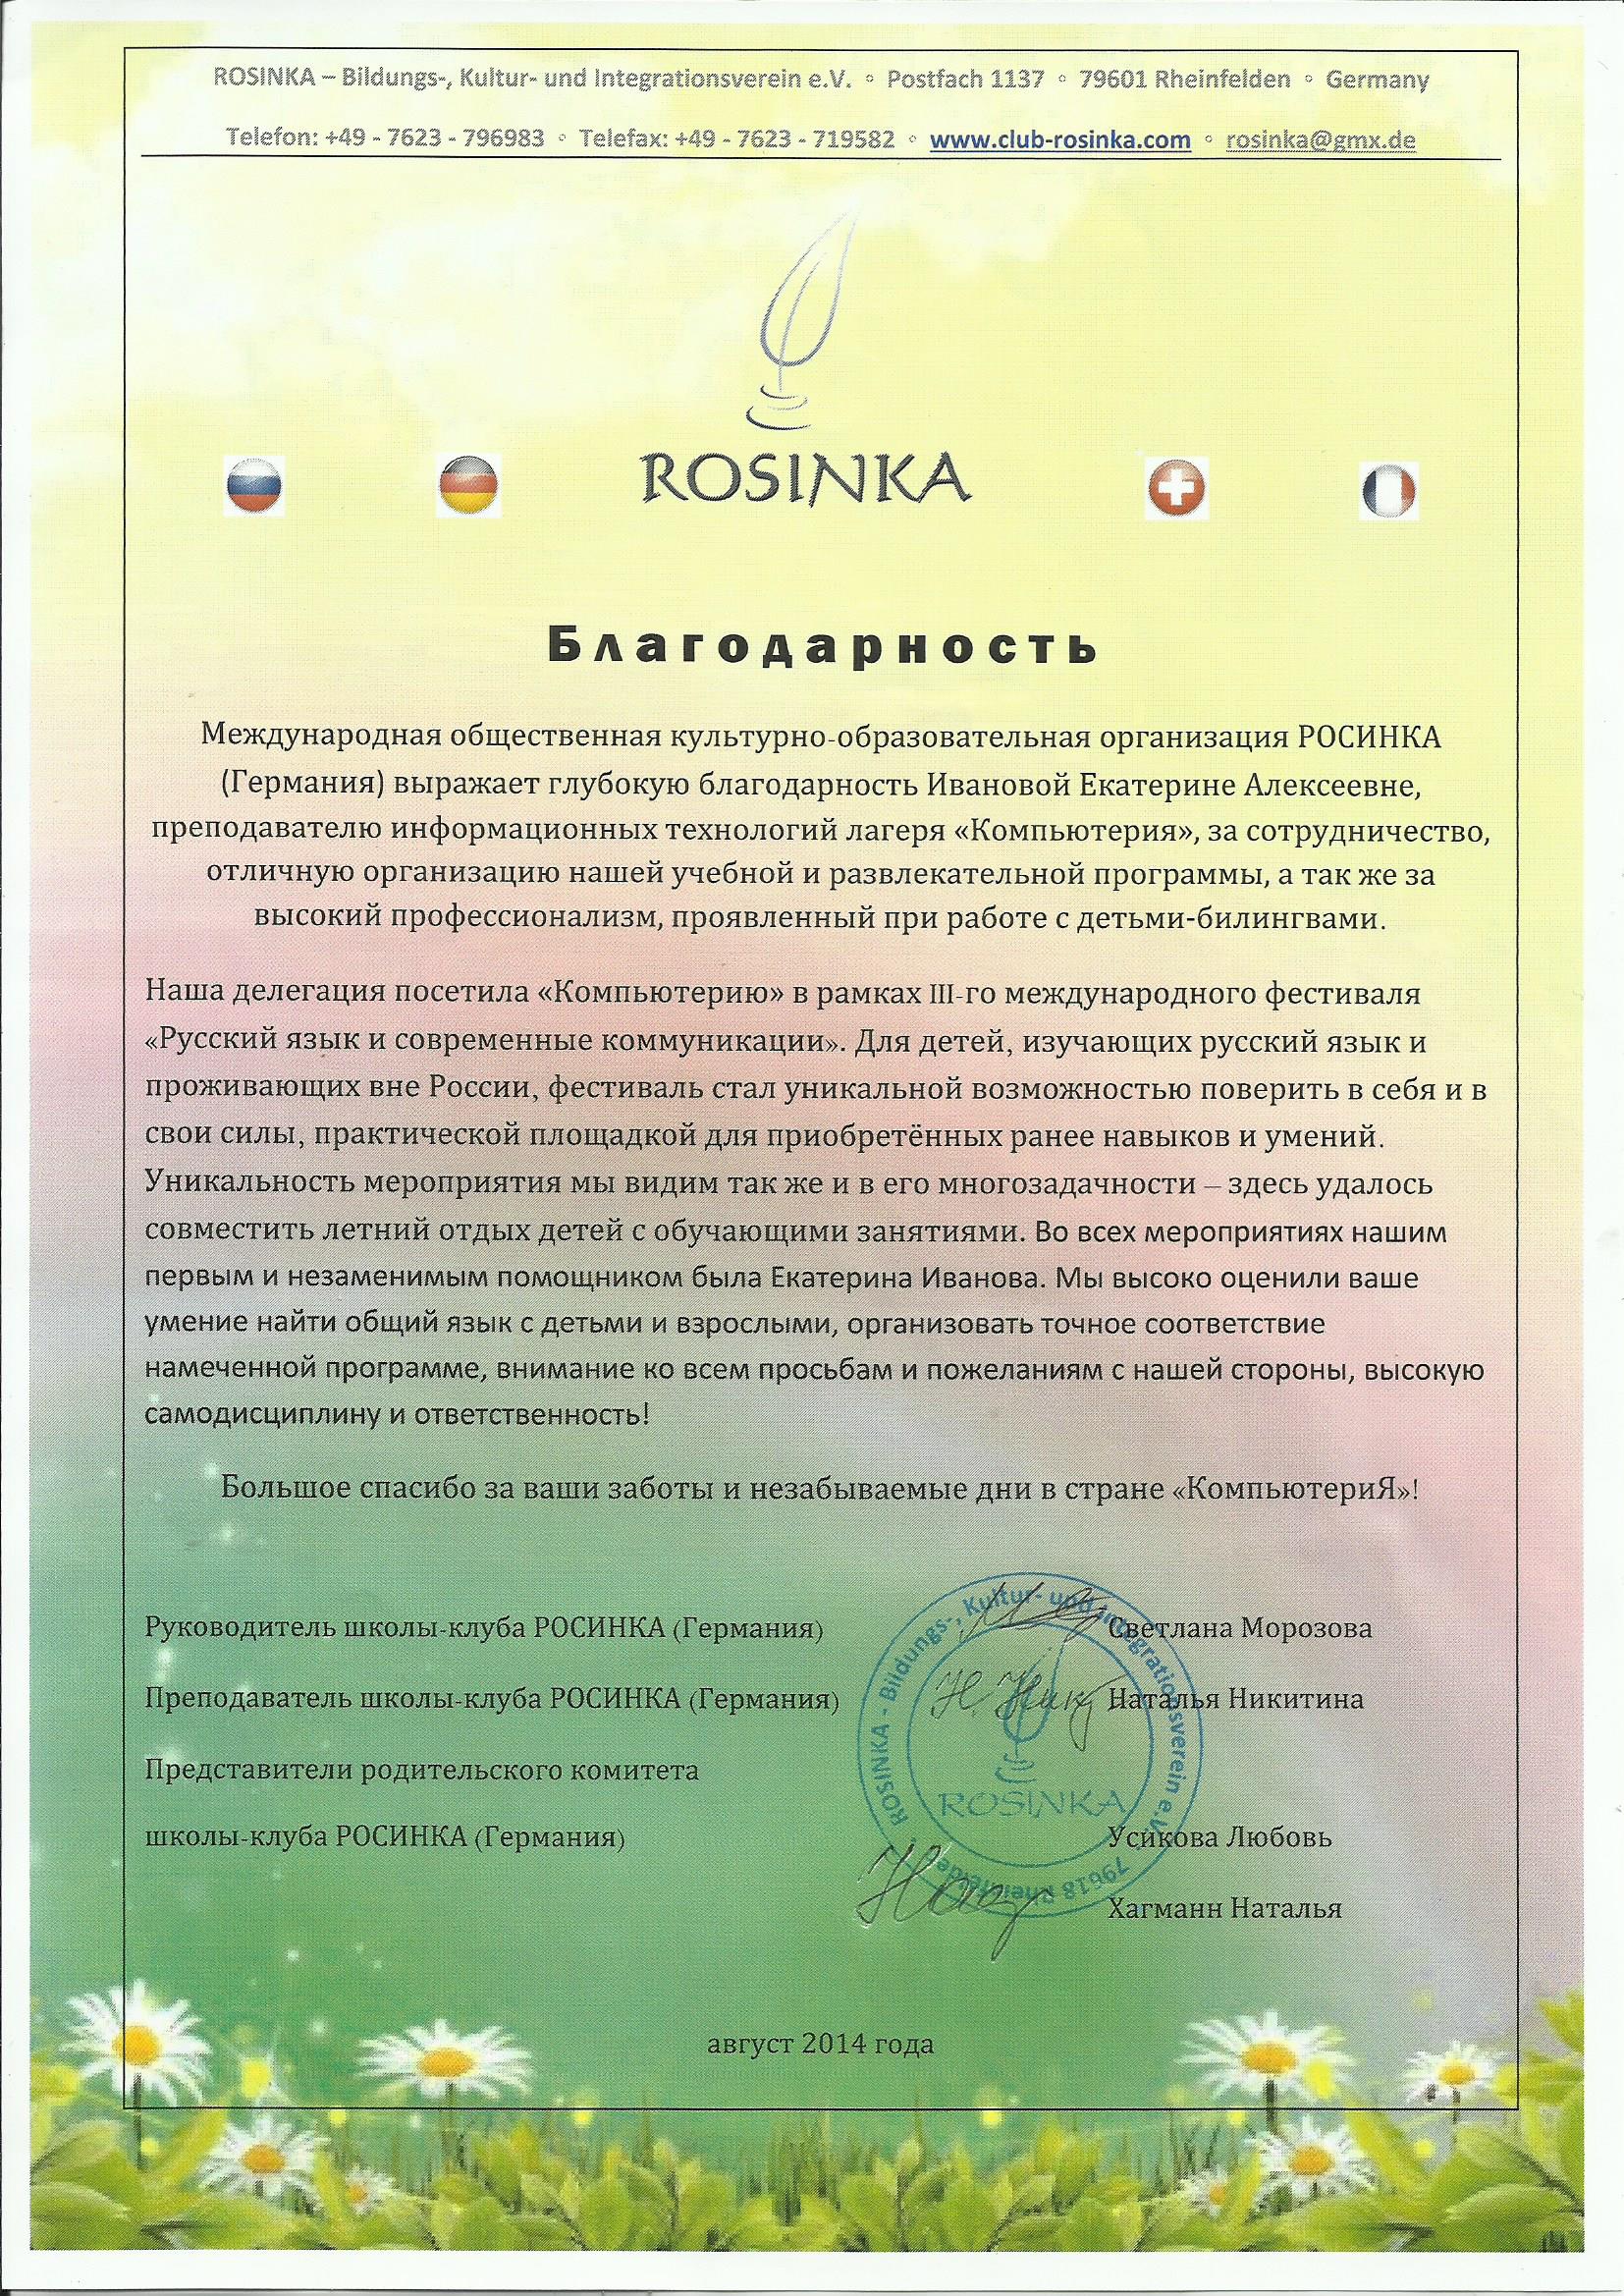 ROSINKA – Bildungs-, Kultur- und Integrationsverein e.V. ◦ Postfach 1137 ◦ 79601 Rheinfelden ◦ Germany
Telefon: +49 - 7623 - 796983 ◦ Telefax: +49 - 7623 - 719582 ◦ www.club-rosinka.com ◦ rosinka@gmx.de
ROSINKA
Благодарность
Международная общественная культурно-образовательная организация РОСИНКА
(Германия) выражает глубокую благодарность Ивановой Екатерине Алексеевне,
преподавателю информационных технологий лагеря «Компьютерия», за сотрудничество,
отличную организацию нашей учебной и развлекательной программы, а так же за
высокий профессионализм, проявленный при работе с детьми-билингвами.
Наша делегация посетила «Компьютерию» в рамках III-го международного фестиваля
«Русский язык и современные коммуникации». Для детей, изучающих русский язык и
проживающих вне России, фестиваль стал уникальной возможностью поверить в себя и в
свои силы, практической площадкой для приобретённых ранее навыков и умений.
Уникальность мероприятия мы видим так же и в его многозадачности – здесь удалось
совместить летний отдых детей с обучающими занятиями. Во всех мероприятиях нашим
первым и незаменимым помощником была Екатерина Иванова. Мы высоко оценили ваше
умение найти общий язык с детьми и взрослыми, организовать точное соответствие
намеченной программе, внимание ко всем просьбам и пожеланиям с нашей стороны, высокую
самодисциплину и ответственность!
Большое спасибо за ваши заботы и незабываемые дни в стране «КомпьютериЯ»!
Руководитель школы-клуба РОСИНКА (Германия) Светлана Морозова
Преподаватель школы-клуба РОСИНКА (Германия) Наталья Никитина
Представители родительского комитета
школы-клуба РОСИНКА (Германия) Усикова Любовь
Хагманн Наталья
ROSINKA - Bildungs-, Kultur- und Integrationsverein e.V. 79618 Rheinfelden
ROSINKA
август 2014 года